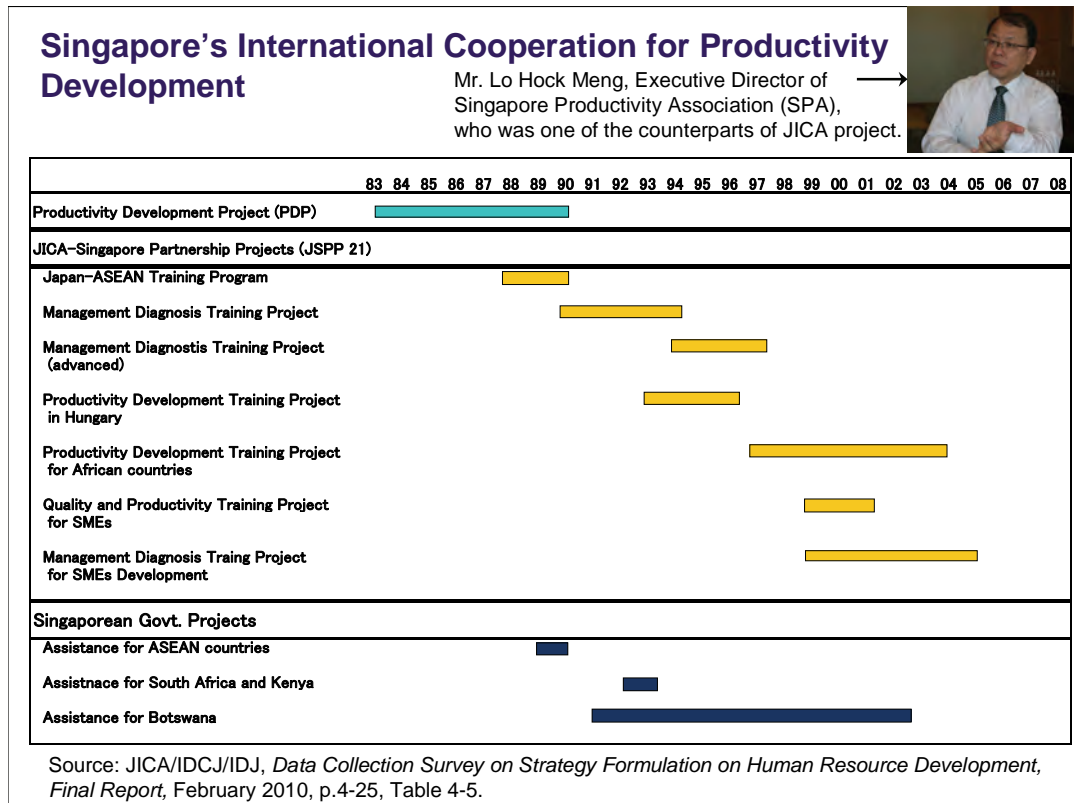 Singapore's International Cooperation for Productivity
Development
Mr. Lo Hock Meng, Executive Director of
Singapore Productivity Association (SPA),
who was one of the counterparts of JICA project.
83 84 85 86 87 88 89 90 91 92 93 94 95 96 97 98 99 00 01 02 03 04 05 06 07 08
Productivity Development Project (PDP)
JICA-Singapore Partnership Projects (JSPP 21)
Japan-ASEAN Training Program
Management Diagnosis Training Project
Management Diagnostis Training Project
(advanced)
Productivity Development Training Project
in Hungary
Productivity Development Training Project
for African countries
Quality and Productivity Training Project
for SMEs
Management Diagnosis Traing Project
for SMEs Development
Singaporean Govt. Projects
Assistance for ASEAN countries
Assistnace for South Africa and Kenya
Assistance for Botswana
Source: JICA/IDCJ/IDJ, Data Collection Survey on Strategy Formulation on Human Resource Development,
Final Report, February 2010, p.4-25, Table 4-5.